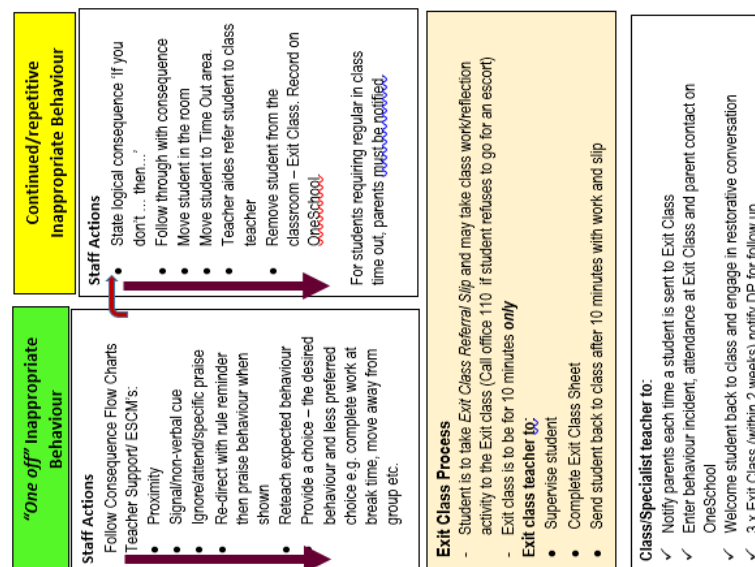 "One off" Inappropriate
Behaviour
Staff Actions
Follow Consequence Flow Charts
Teacher Support/ ESCM's:
● Proximity
● Signal/non-verbal cue
● Ignore/attend/specific praise
● Re-direct with rule reminder
then praise behaviour when
shown
● Reteach expected behaviour
● Provide a choice – the desired
behaviour and less preferred
choice e.g. complete work at
break time, move away from
group etc.
Continued/repetitive
Inappropriate Behaviour
Staff Actions
● State logical consequence 'If you
don't … then…'
● Follow through with consequence
● Move student in the room
● Move student to Time Out area.
● Teacher aides refer student to class
teacher
● Remove student from the
classroom – Exit Class. Record on
OneSchool
For students requiring regular in class
time out, parents must be notified.
Exit Class Process
- Student is to take Exit Class Referral Slip and may take class work/reflection
activity to the Exit class (Call office 110 if student refuses to go for an escort)
- Exit class is to be for 10 minutes only
Exit class teacher to:
● Supervise student
● Complete Exit Class Sheet
● Send student back to class after 10 minutes with work and slip
Class/Specialist teacher to:
✓ Notify parents each time a student is sent to Exit Class
✓ Enter behaviour incident, attendance at Exit Class and parent contact on
OneSchool
✓ Welcome student back to class and engage in restorative conversation
✓ 3 x Exit Class (within 2 weeks) notify DP for follow up